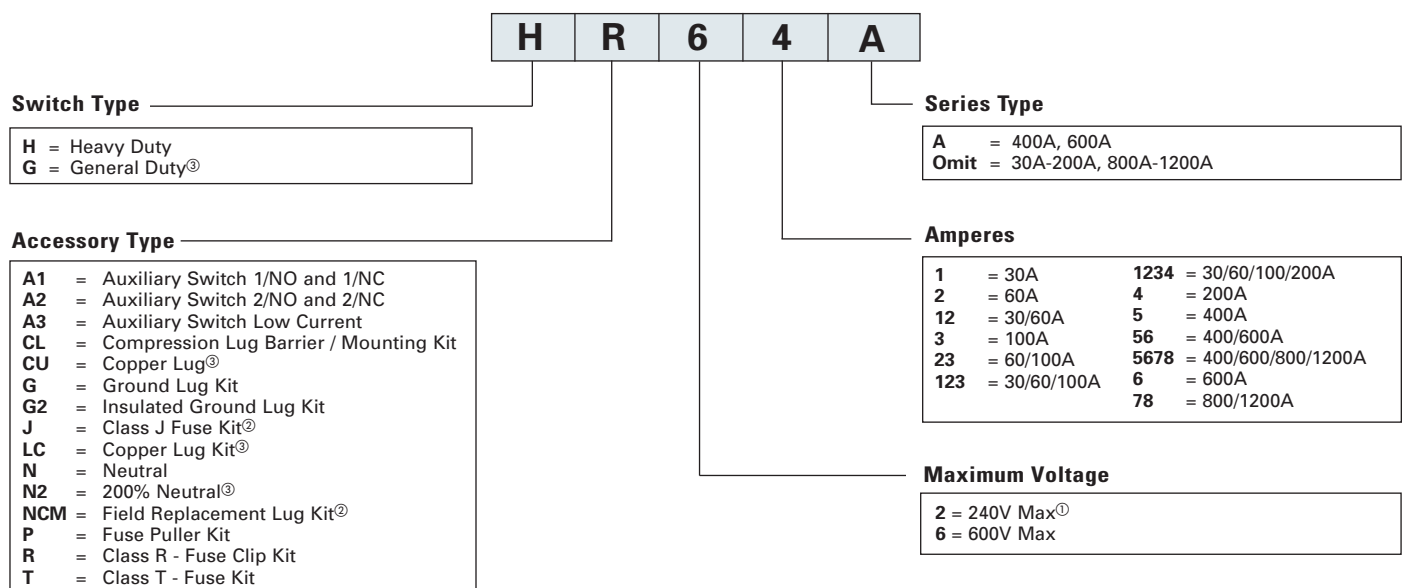 H R 6 4 A
Switch Type
H = Heavy Duty
G = General Duty③
Accessory Type
A1 = Auxiliary Switch 1/NO and 1/NC
A2 = Auxiliary Switch 2/NO and 2/NC
A3 = Auxiliary Switch Low Current
CL = Compression Lug Barrier / Mounting Kit
CU = Copper Lug③
G = Ground Lug Kit
G2 = Insulated Ground Lug Kit
J = Class J Fuse Kit②
LC = Copper Lug Kit③
N = Neutral
N2 = 200% Neutral③
NCM = Field Replacement Lug Kit②
P = Fuse Puller Kit
R = Class R - Fuse Clip Kit
T = Class T - Fuse Kit
Series Type
A = 400A, 600A
Omit = 30A-200A, 800A-1200A
Amperes
1 = 30A
2 = 60A
12 = 30/60A
3 = 100A
23 = 60/100A
123 = 30/60/100A
1234 = 30/60/100/200A
4 = 200A
5 = 400A
56 = 400/600A
5678 = 400/600/800/1200A
6 = 600A
78 = 800/1200A
Maximum Voltage
2 = 240V Max①
6 = 600V Max